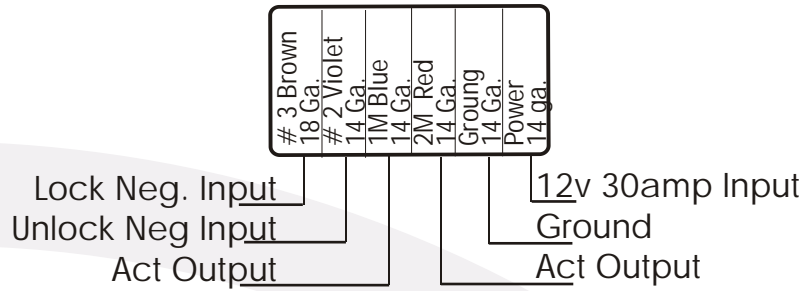 # 3 Brown
18 Ga.
# 2 Violet
14 Ga.
1M Blue
14 Ga.
2M Red
14 Ga.
Groung
14 Ga.
Power
14 ga.
Lock Neg. Input
Unlock Neg Input
Act Output
12v 30amp Input
Ground
Act Output